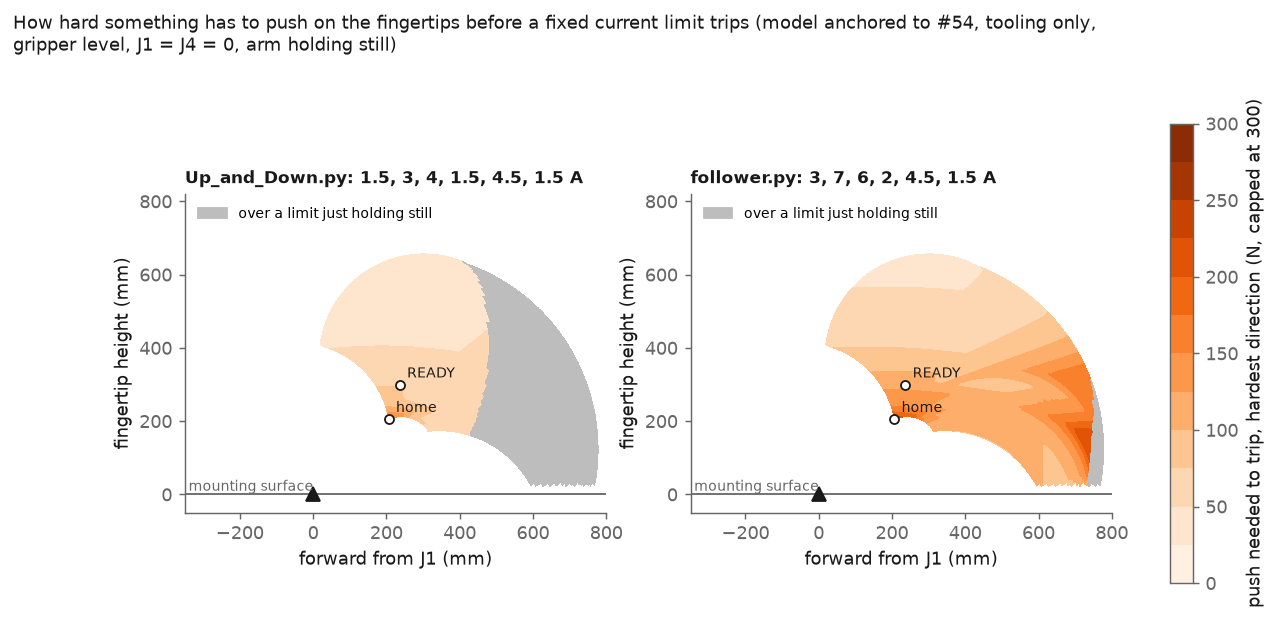 How hard something has to push on the fingertips before a fixed current limit trips (model anchored to #54, tooling only,
gripper level, J1 = J4 = 0, arm holding still)
Up_and_Down.py: 1.5, 3, 4, 1.5, 4.5, 1.5 A
over a limit just holding still
800
600
400
200
0
fingertip height (mm)
READY
home
mounting surface
−200
0
200
400
600
800
forward from J1 (mm)
follower.py: 3, 7, 6, 2, 4.5, 1.5 A
over a limit just holding still
800
600
400
200
0
fingertip height (mm)
READY
home
mounting surface
−200
0
200
400
600
800
forward from J1 (mm)
300
250
200
150
100
50
0
push needed to trip, hardest direction (N, capped at 300)